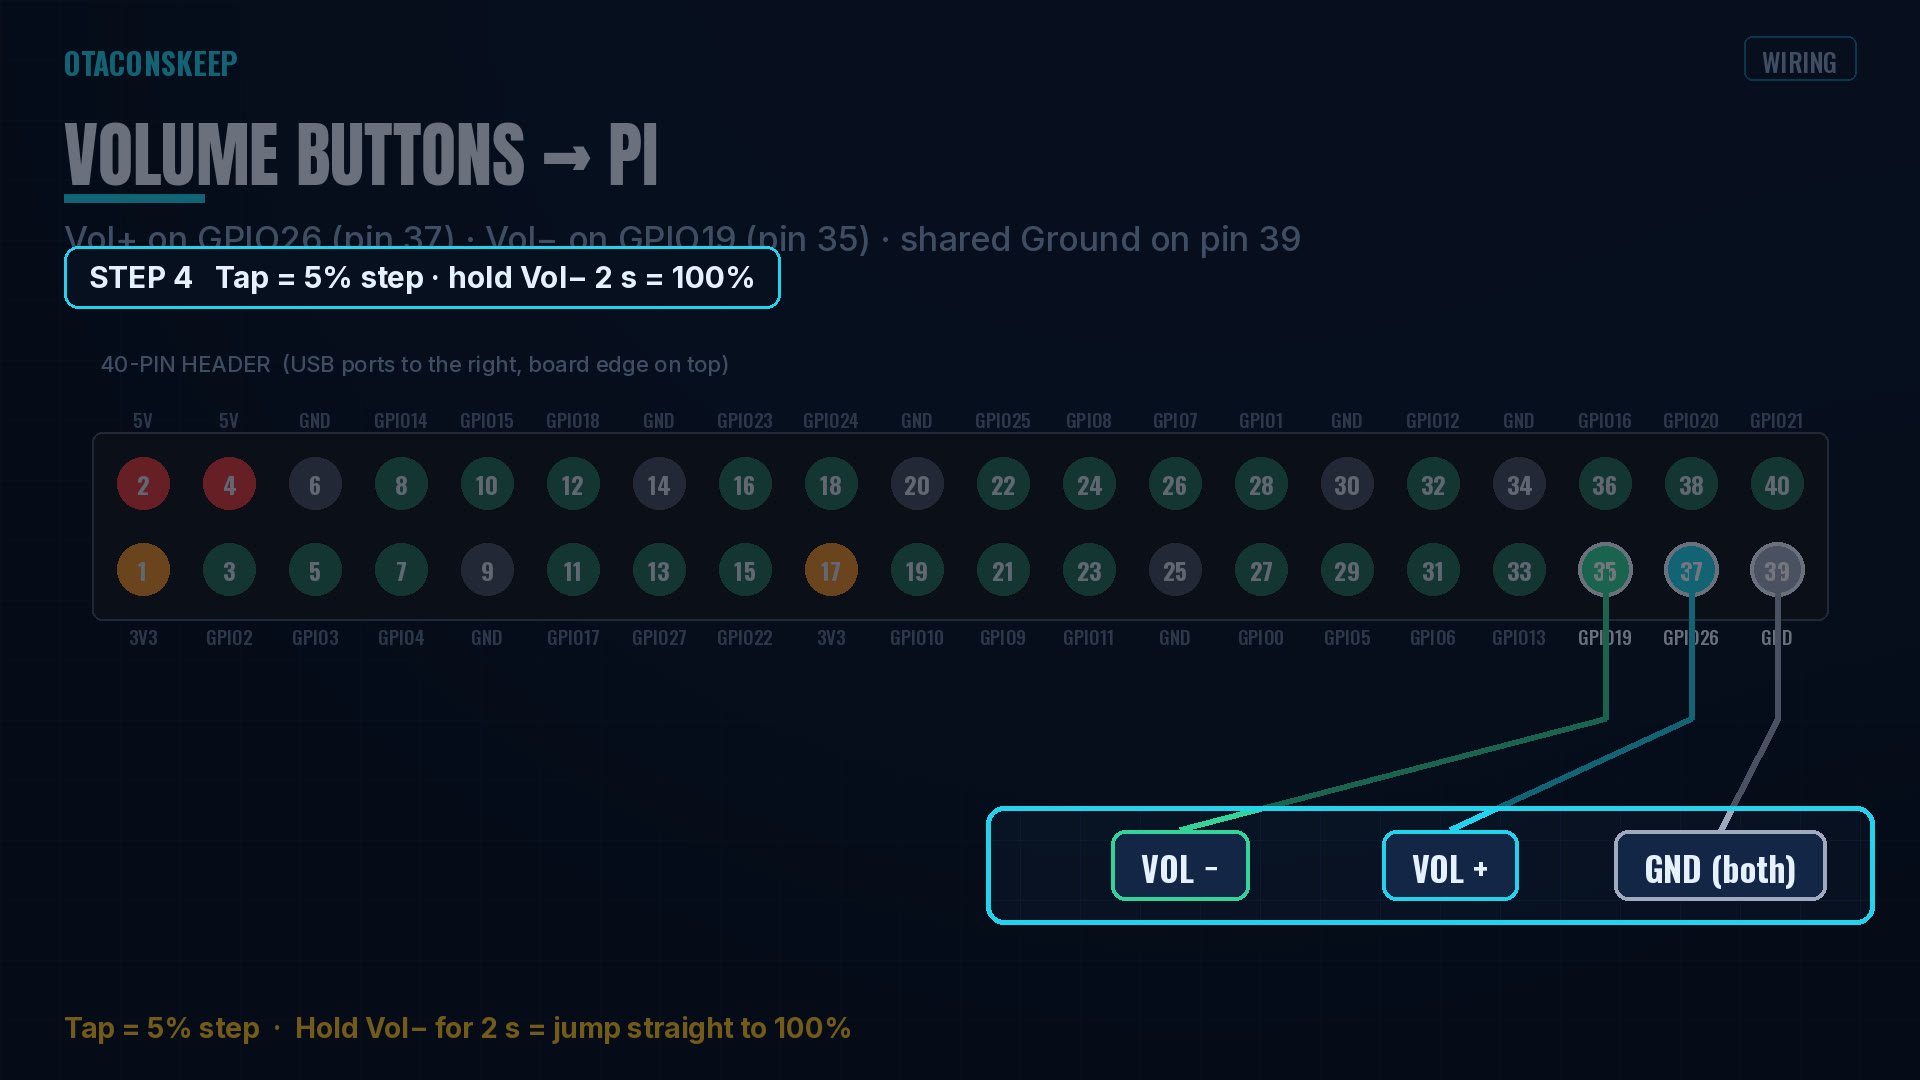 OTACONSKEEP
WIRING
VOLUME BUTTONS → PI
Vol+ on GPIO26 (pin 37) · Vol− on GPIO19 (pin 35) · shared Ground on pin 39
STEP 4 Tap = 5% step · hold Vol− 2 s = 100%
40-PIN HEADER (USB ports to the right, board edge on top)
5V 5V GND GPIO14 GPIO15 GPIO18 GND GPIO23 GPIO24 GND GPIO25 GPIO8 GPIO7 GPIO1 GND GPIO12 GND GPIO16 GPIO20 GPIO21
2 4 6 8 10 12 14 16 18 20 22 24 26 28 30 32 34 36 38 40
1 3 5 7 9 11 13 15 17 19 21 23 25 27 29 31 33 35 37 39
3V3 GPIO2 GPIO3 GPIO4 GND GPIO17 GPIO27 GPIO22 3V3 GPIO10 GPIO9 GPIO11 GND GPIO0 GPIO5 GPIO6 GPIO13 GPIO19 GPIO26 GND
VOL − VOL + GND (both)
Tap = 5% step · Hold Vol− for 2 s = jump straight to 100%